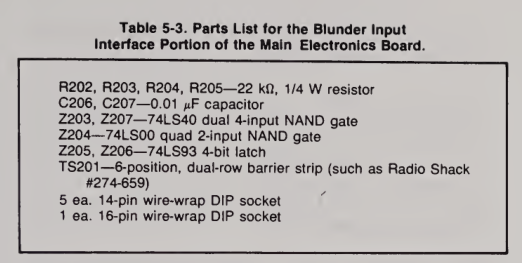 Table 5-3. Parts List for the Blunder Input
Interface Portion of the Main Electronics Board.
R202, R203, R204, R205—22 kΩ, 1/4 W resistor
C206, C207—0.01 μF capacitor
Z203, Z207—74LS40 dual 4-input NAND gate
Z204—74LS00 quad 2-input NAND gate
Z205, Z206—74LS93 4-bit latch
TS201—6-position, dual-row barrier strip (such as Radio Shack
#274-659)
5 ea. 14-pin wire-wrap DIP socket
1 ea. 16-pin wire-wrap DIP socket